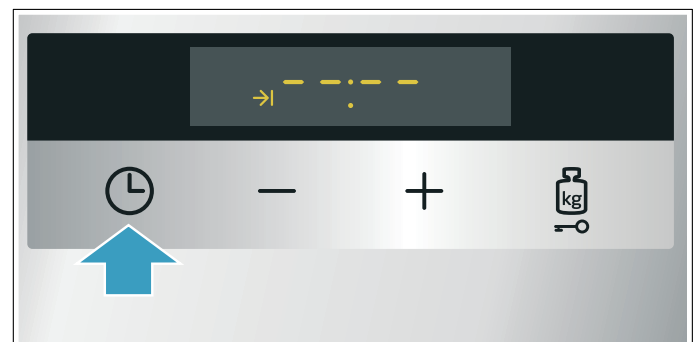 – –:– –
kg